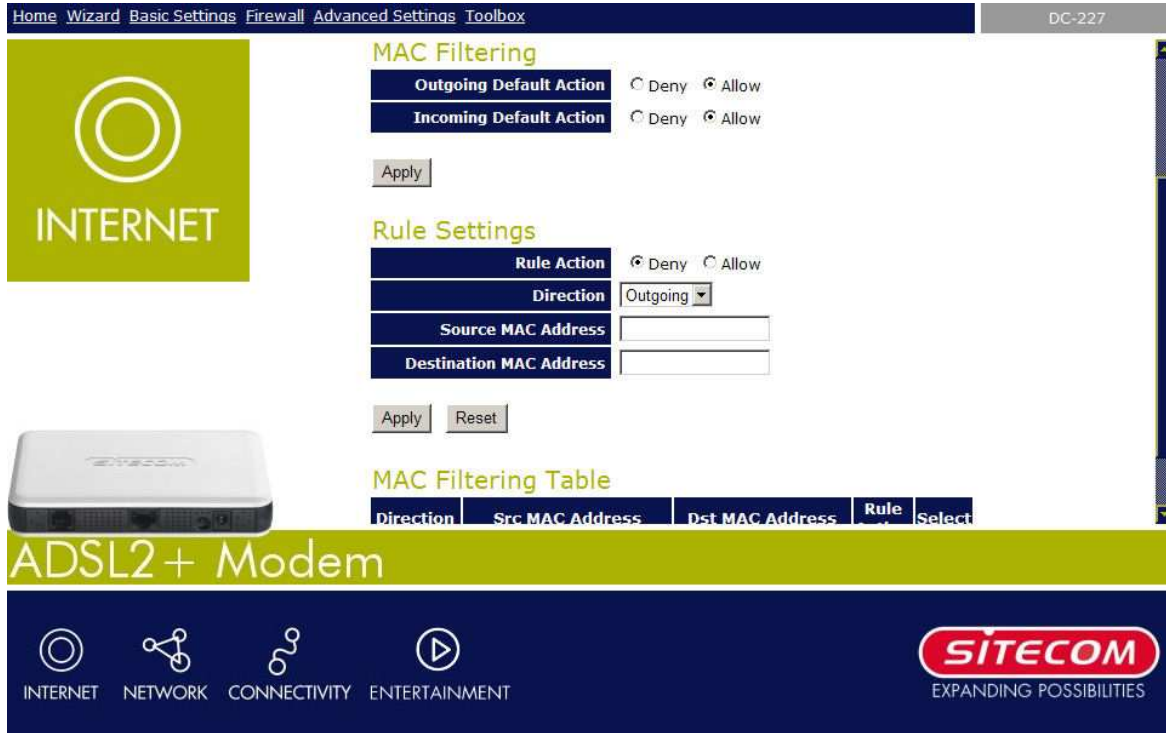 Home Wizard Basic Settings Firewall Advanced Settings Toolbox
DC-227
INTERNET
MAC Filtering
Outgoing Default Action Deny Allow
Incoming Default Action Deny Allow
Apply
Rule Settings
Rule Action Deny Allow
Direction Outgoing
Source MAC Address
Destination MAC Address
Apply Reset
MAC Filtering Table
Direction Src MAC Address Dst MAC Address Rule Select
SITECOM
ADSL2+ Modem
INTERNET NETWORK CONNECTIVITY ENTERTAINMENT
SITECOM
EXPANDING POSSIBILITIES